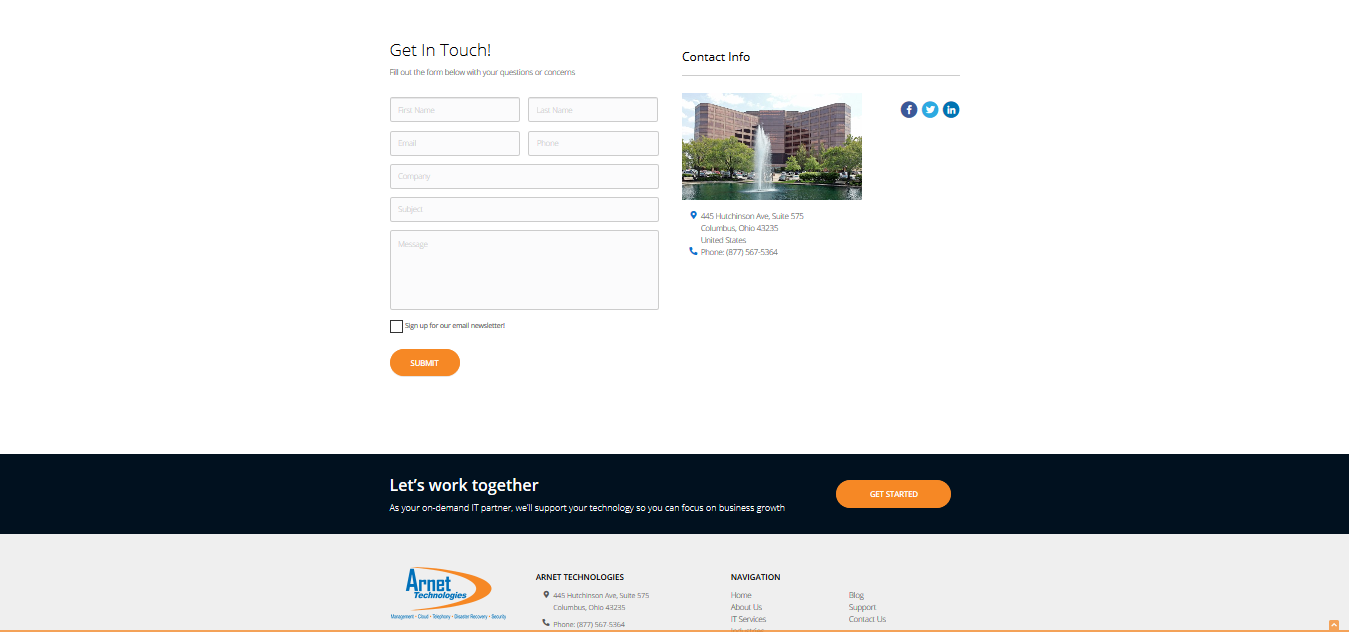 Get In Touch!
Fill out the form below with your questions or concerns
First Name
Last Name
Email
Phone
Company
Subject
Message
Sign up for our email newsletter!
SUBMIT
Contact Info
445 Hutchinson Ave, Suite 575
Columbus, Ohio 43235
United States
Phone: (877) 567-5364
Let's work together
As your on-demand IT partner, we'll support your technology so you can focus on business growth
GET STARTED
Arnet
Technologies
Management • Cloud • Telephony • Disaster Recovery • Security
ARNET TECHNOLOGIES
445 Hutchinson Ave, Suite 575
Columbus, Ohio 43235
Phone: (877) 567-5364
NAVIGATION
Home
About Us
IT Services
Industries
Blog
Support
Contact Us